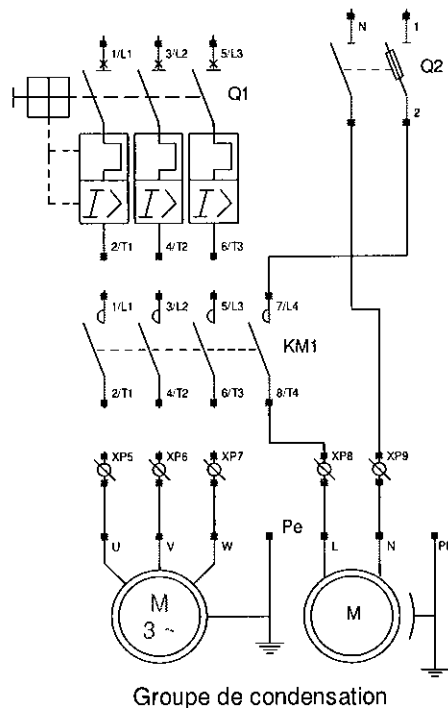 N 1
1/L1 3/L2 5/L3
Q2
Q1
2
I> I> I>
2/T1 4/T2 6/T3
1/L1 3/L2 5/L3 7/L4
KM1
2/T1 4/T2 6/T3 8/T4
XP5 XP6 XP7 XP8 XP9
Pe
U V W L N
M
3 ~
M
Groupe de condensation